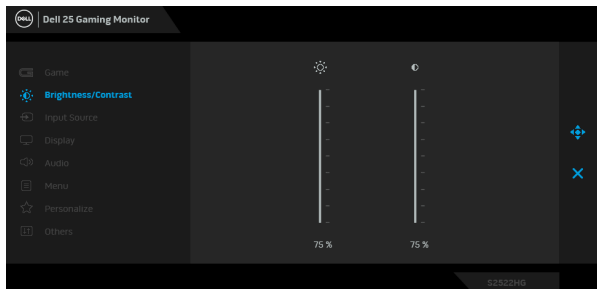 DELL Dell 25 Gaming Monitor
Game
Brightness/Contrast
Input Source
Display
Audio
Menu
Personalize
Others
75 % 75 %
S2522HG